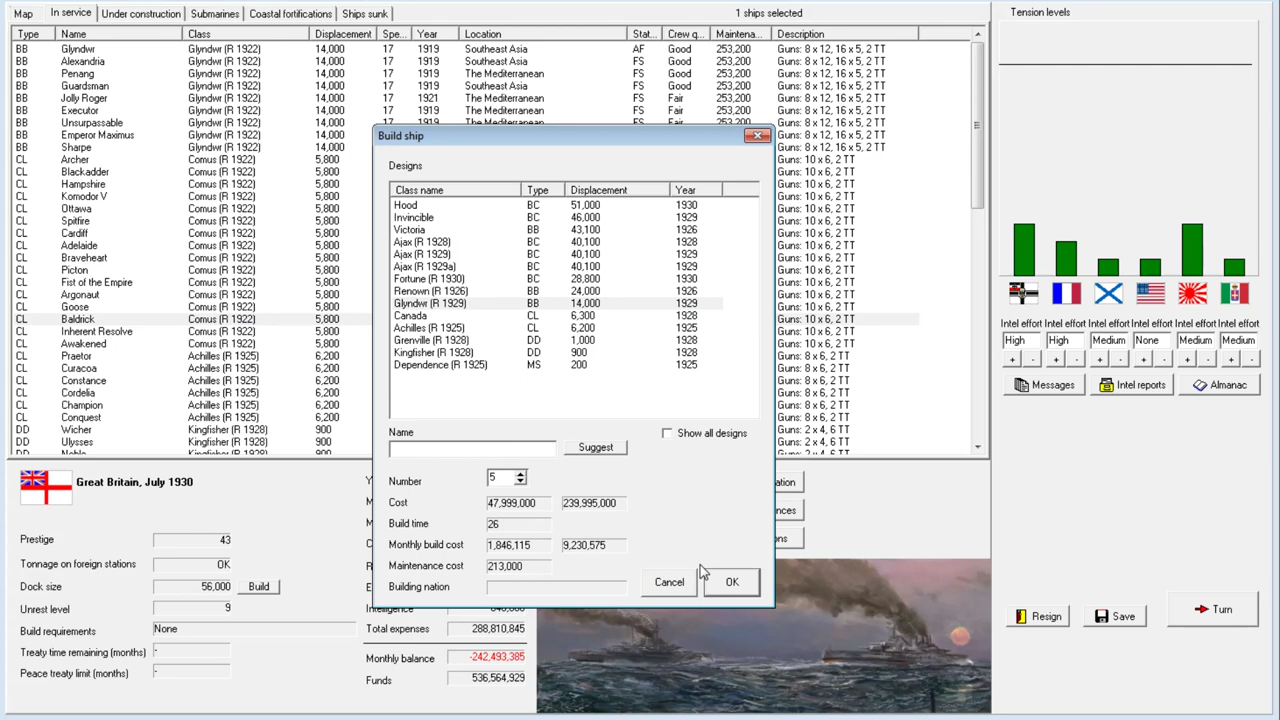 Map In service Under construction Submarines Coastal fortifications Ships sunk 1 ships selected
Type Name Class Displacement Spe... Year Location Stat... Crew q... Maintena... Description
BB Glyndwr Glyndwr (R 1922) 14,000 17 1919 Southeast Asia AF Good 253,200 Guns: 8 x 12, 16 x 5, 2 TT
BB Alexandria Glyndwr (R 1922) 14,000 17 1919 Southeast Asia FS Good 253,200 Guns: 8 x 12, 16 x 5, 2 TT
BB Penang Glyndwr (R 1922) 14,000 17 1919 The Mediterranean FS Good 253,200 Guns: 8 x 12, 16 x 5, 2 TT
BB Guardsman Glyndwr (R 1922) 14,000 17 1919 Southeast Asia FS Good 253,200 Guns: 8 x 12, 16 x 5, 2 TT
BB Jolly Roger Glyndwr (R 1922) 14,000 17 1921 The Mediterranean FS Fair 253,200 Guns: 8 x 12, 16 x 5, 2 TT
BB Executor Glyndwr (R 1922) 14,000 17 1919 The Mediterranean FS Fair 253,200 Guns: 8 x 12, 16 x 5, 2 TT
BB Unsurpassable Glyndwr (R 1922) 14,000 17 1919 The Mediterranean FS Fair 253,200 Guns: 8 x 12, 16 x 5, 2 TT
BB Emperor Maximus Glyndwr (R 1922) 14,000 Guns: 8 x 12, 16 x 5, 2 TT
BB Sharpe Glyndwr (R 1922) 14,000 Guns: 8 x 12, 16 x 5, 2 TT
CL Archer Comus (R 1922) 5,800 Guns: 10 x 6, 2 TT
CL Blackadder Comus (R 1922) 5,800 Guns: 10 x 6, 2 TT
CL Hampshire Comus (R 1922) 5,800 Guns: 10 x 6, 2 TT
CL Komodor V Comus (R 1922) 5,800 Guns: 10 x 6, 2 TT
CL Ottawa Comus (R 1922) 5,800 Guns: 10 x 6, 2 TT
CL Spitfire Comus (R 1922) 5,800 Guns: 10 x 6, 2 TT
CL Cardiff Comus (R 1922) 5,800 Guns: 10 x 6, 2 TT
CL Adelaide Comus (R 1922) 5,800 Guns: 10 x 6, 2 TT
CL Braveheart Comus (R 1922) 5,800 Guns: 10 x 6, 2 TT
CL Picton Comus (R 1922) 5,800 Guns: 10 x 6, 2 TT
CL Fist of the Empire Comus (R 1922) 5,800 Guns: 10 x 6, 2 TT
CL Argonaut Comus (R 1922) 5,800 Guns: 10 x 6, 2 TT
CL Goose Comus (R 1922) 5,800 Guns: 10 x 6, 2 TT
CL Baldrick Comus (R 1922) 5,800 Guns: 10 x 6, 2 TT
CL Inherent Resolve Comus (R 1922) 5,800 Guns: 10 x 6, 2 TT
CL Awakened Comus (R 1922) 5,800 Guns: 10 x 6, 2 TT
CL Praetor Achilles (R 1925) 6,200 Guns: 8 x 6, 2 TT
CL Curacoa Achilles (R 1925) 6,200 Guns: 8 x 6, 2 TT
CL Constance Achilles (R 1925) 6,200 Guns: 8 x 6, 2 TT
CL Cordelia Achilles (R 1925) 6,200 Guns: 8 x 6, 2 TT
CL Champion Achilles (R 1925) 6,200 Guns: 8 x 6, 2 TT
CL Conquest Achilles (R 1925) 6,200 Guns: 8 x 6, 2 TT
DD Wicher Kingfisher (R 1928) 900 Guns: 2 x 4, 6 TT
DD Ulysses Kingfisher (R 1928) 900 Guns: 2 x 4, 6 TT
Build ship
Designs
Class name Type Displacement Year
Hood BC 51,000 1930
Invincible BC 46,000 1929
Victoria BB 43,100 1926
Ajax (R 1928) BC 40,100 1928
Ajax (R 1929) BC 40,100 1929
Ajax (R 1929a) BC 40,100 1929
Fortune (R 1930) BC 28,800 1930
Renown (R 1926) BB 24,000 1926
Glyndwr (R 1929) BB 14,000 1929
Canada CL 6,300 1928
Achilles (R 1925) CL 6,200 1925
Grenville (R 1928) DD 1,000 1928
Kingfisher (R 1928) DD 900 1928
Dependence (R 1925) MS 200 1925
Name Show all designs
Suggest
Number 5
Cost 47,999,000 239,995,000
Build time 26
Monthly build cost 1,846,115 9,230,575
Maintenance cost 213,000
Building nation
Cancel OK
Great Britain, July 1930
Prestige 43
Tonnage on foreign stations OK
Dock size 56,000 Build
Unrest level 9
Build requirements None
Treaty time remaining (months) -
Peace treaty limit (months) -
Total expenses 288,810,845
Monthly balance -242,493,385
Funds 536,564,929
Tension levels
Intel effort Intel effort Intel effort Intel effort Intel effort Intel effort
High High Medium None Medium Medium
+ - + - + - + - + - + -
Messages Intel reports Almanac
Resign Save Turn